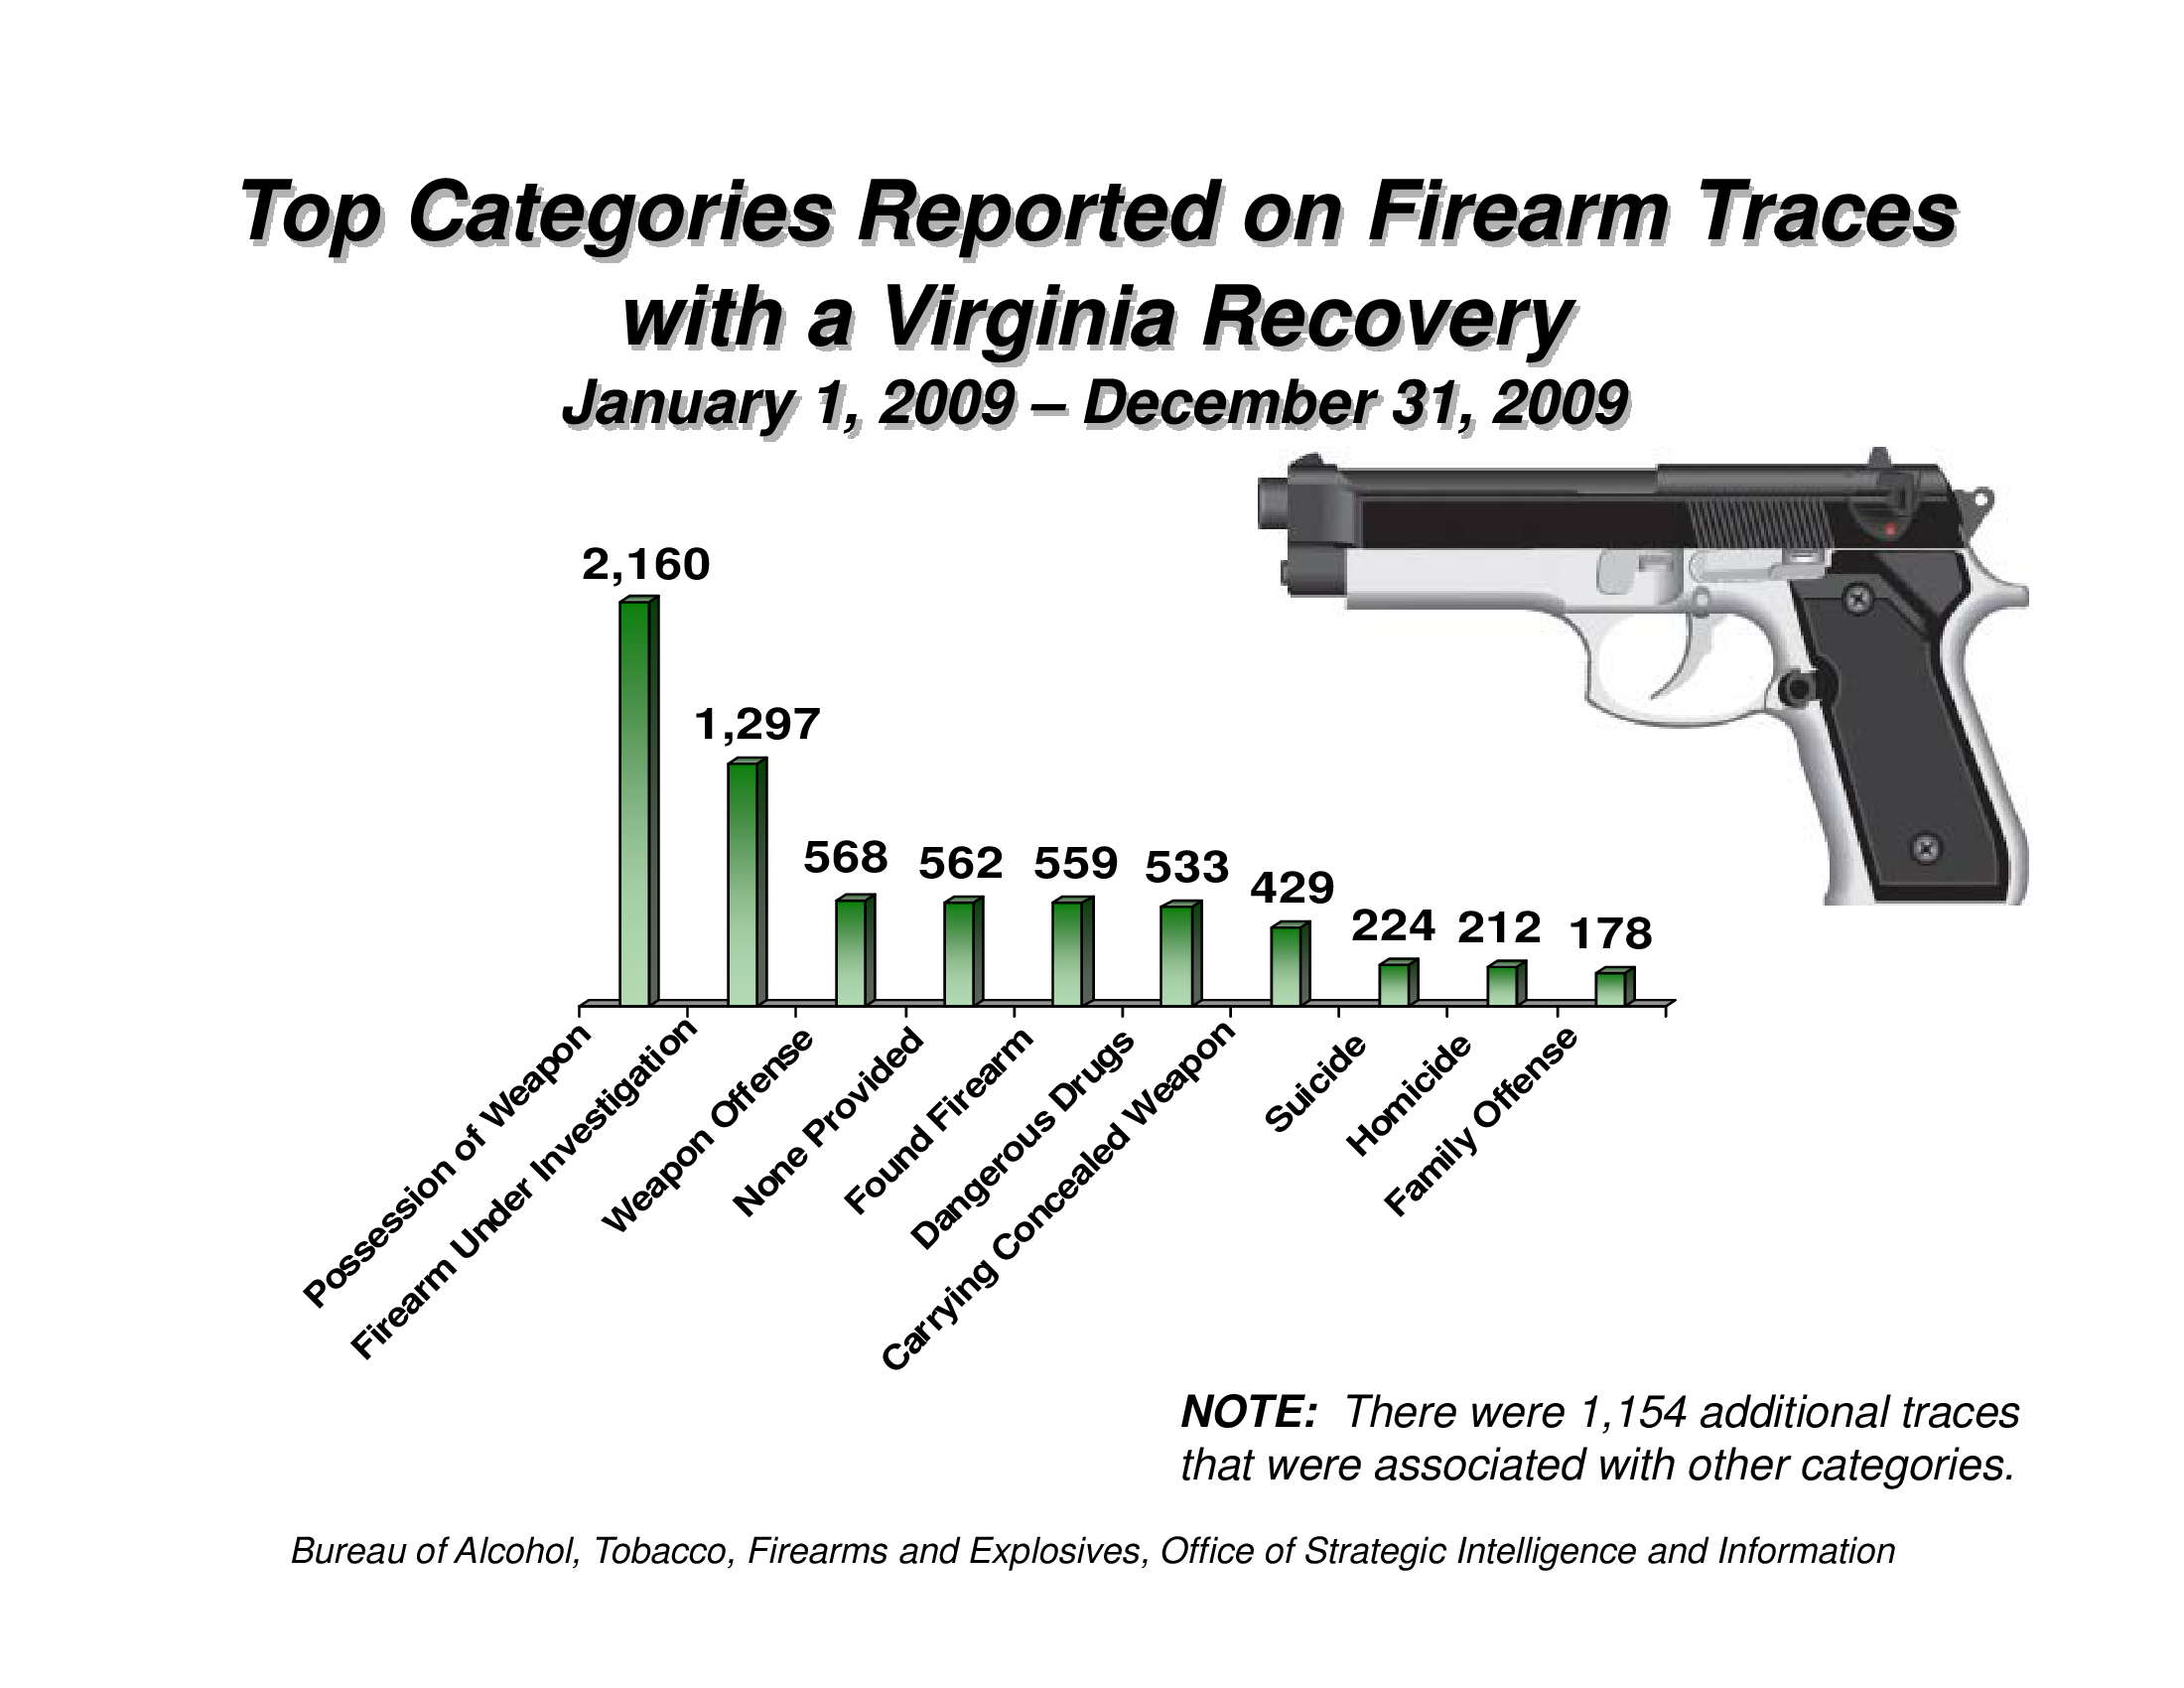 Top Categories Reported on Firearm Traces
with a Virginia Recovery
January 1, 2009 – December 31, 2009
2,160
1,297
568
562
559
533
429
224
212
178
Possession of Weapon
Firearm Under Investigation
Weapon Offense
None Provided
Found Firearm
Dangerous Drugs
Carrying Concealed Weapon
Suicide
Homicide
Family Offense
NOTE: There were 1,154 additional traces
that were associated with other categories.
Bureau of Alcohol, Tobacco, Firearms and Explosives, Office of Strategic Intelligence and Information